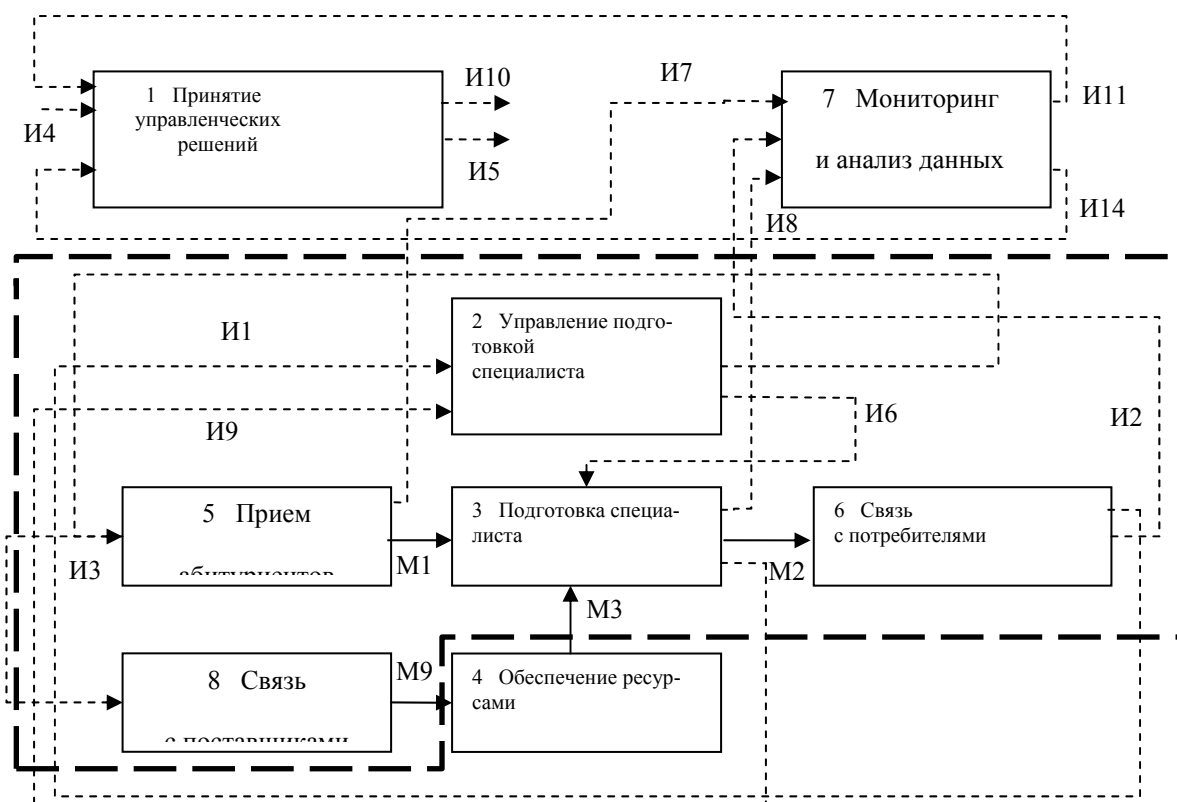 И10
И7
1 Принятие
управленческих
решений
7 Мониторинг
и анализ данных
И11
И4
И5
И14
И8
2 Управление подго-
товкой
специалиста
И1
И6
И2
И9
5 Прием
абитуриентов
3 Подготовка специа-
листа
6 Связь
с потребителями
И3
М1
М2
М3
8 Связь
с поставщиками
М9
4 Обеспечение ресур-
сами